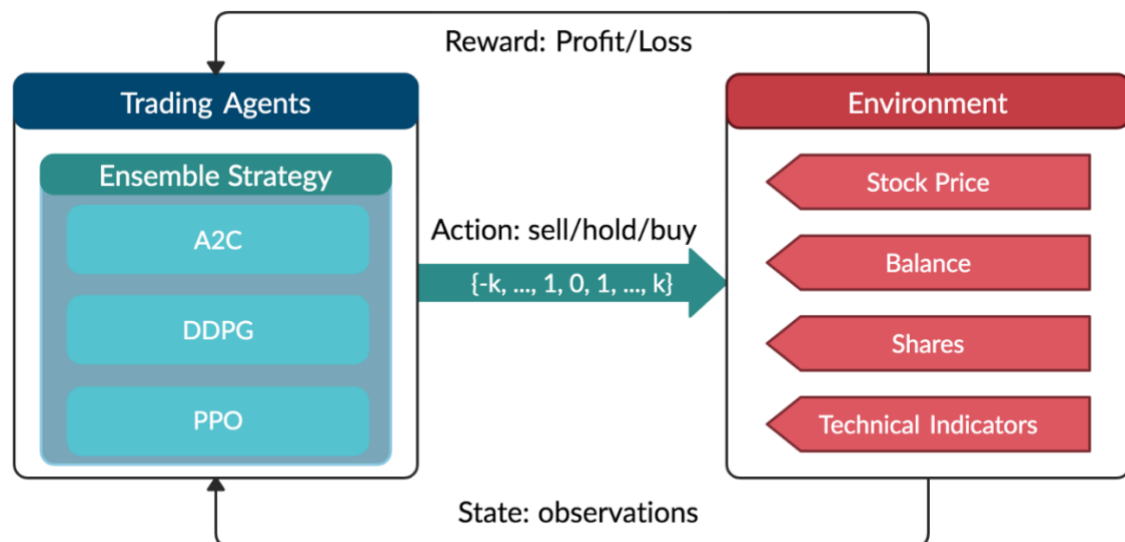 Reward: Profit/Loss
Trading Agents
Ensemble Strategy
A2C
DDPG
PPO
Action: sell/hold/buy
{-k, ..., 1, 0, 1, ..., k}
Environment
Stock Price
Balance
Shares
Technical Indicators
State: observations